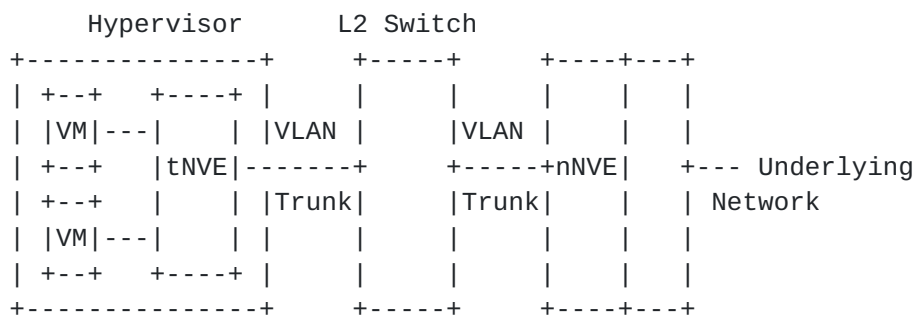 Hypervisor L2 Switch
+---------------+ +-----+ +----+---+
| +--+ +----+ | | | | | |
| |VM|---| | |VLAN | |VLAN | | |
| +--+ |tNVE|-------+ +-----+nNVE| +--- Underlying
| +--+ | | |Trunk| |Trunk| | | Network
| |VM|---| | | | | | | |
| +--+ +----+ | | | | | |
+---------------+ +-----+ +----+---+